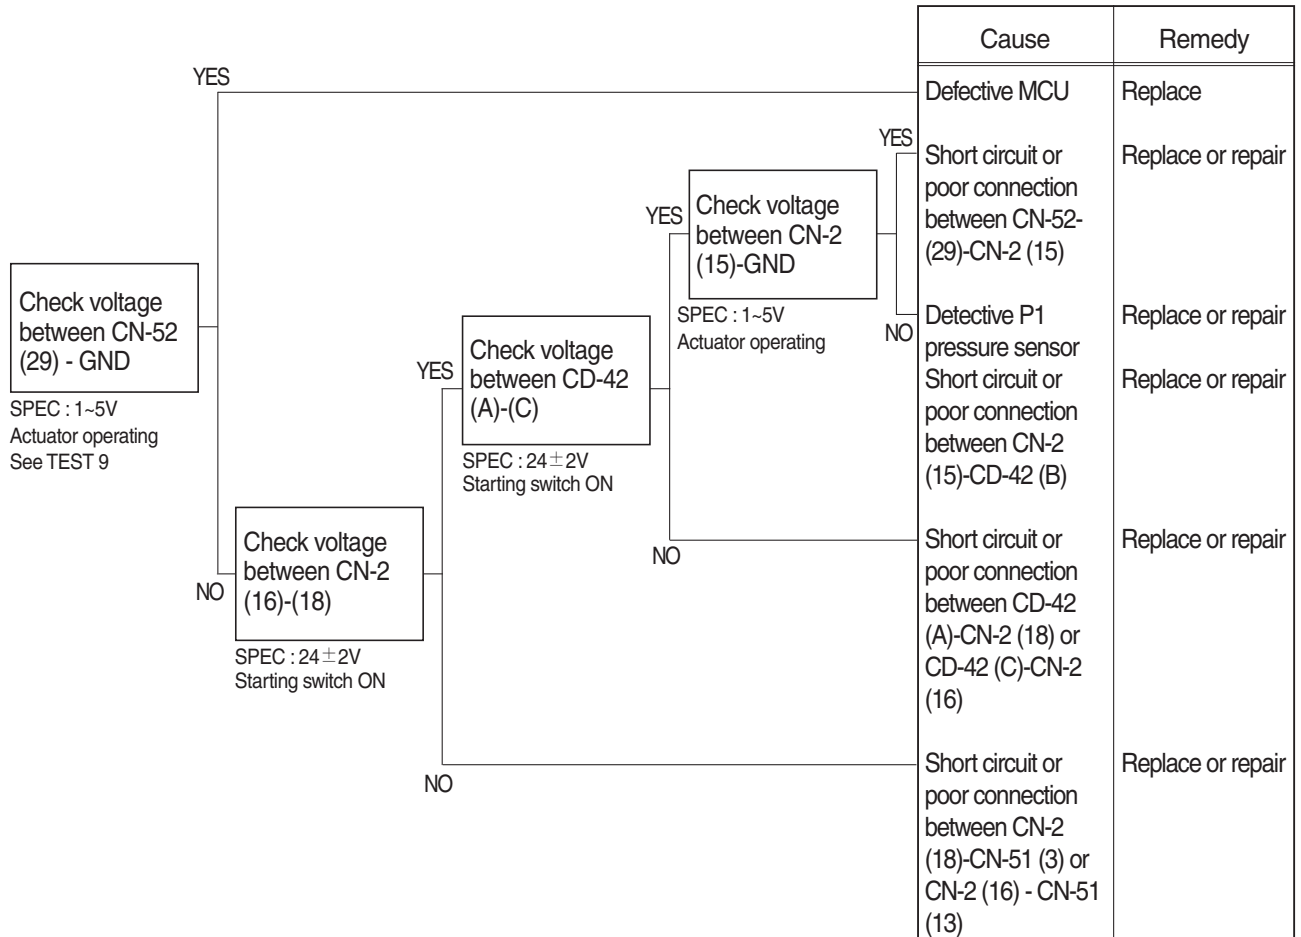 Cause
Remedy
YES
Defective MCU
Replace
YES
Short circuit or
poor connection
between CN-52-
(29)-CN-2 (15)
Replace or repair
YES
Check voltage
between CN-2
(15)-GND
SPEC : 1~5V
Actuator operating
NO
Detective P1
pressure sensor
Replace or repair
Short circuit or
poor connection
between CN-2
(15)-CD-42 (B)
Replace or repair
Check voltage
between CN-52
(29) - GND
SPEC : 1~5V
Actuator operating
See TEST 9
YES
Check voltage
between CD-42
(A)-(C)
SPEC : 24±2V
Starting switch ON
NO
Short circuit or
poor connection
between CD-42
(A)-CN-2 (18) or
CD-42 (C)-CN-2
(16)
Replace or repair
NO
Check voltage
between CN-2
(16)-(18)
SPEC : 24±2V
Starting switch ON
NO
Short circuit or
poor connection
between CN-2
(18)-CN-51 (3) or
CN-2 (16) - CN-51
(13)
Replace or repair